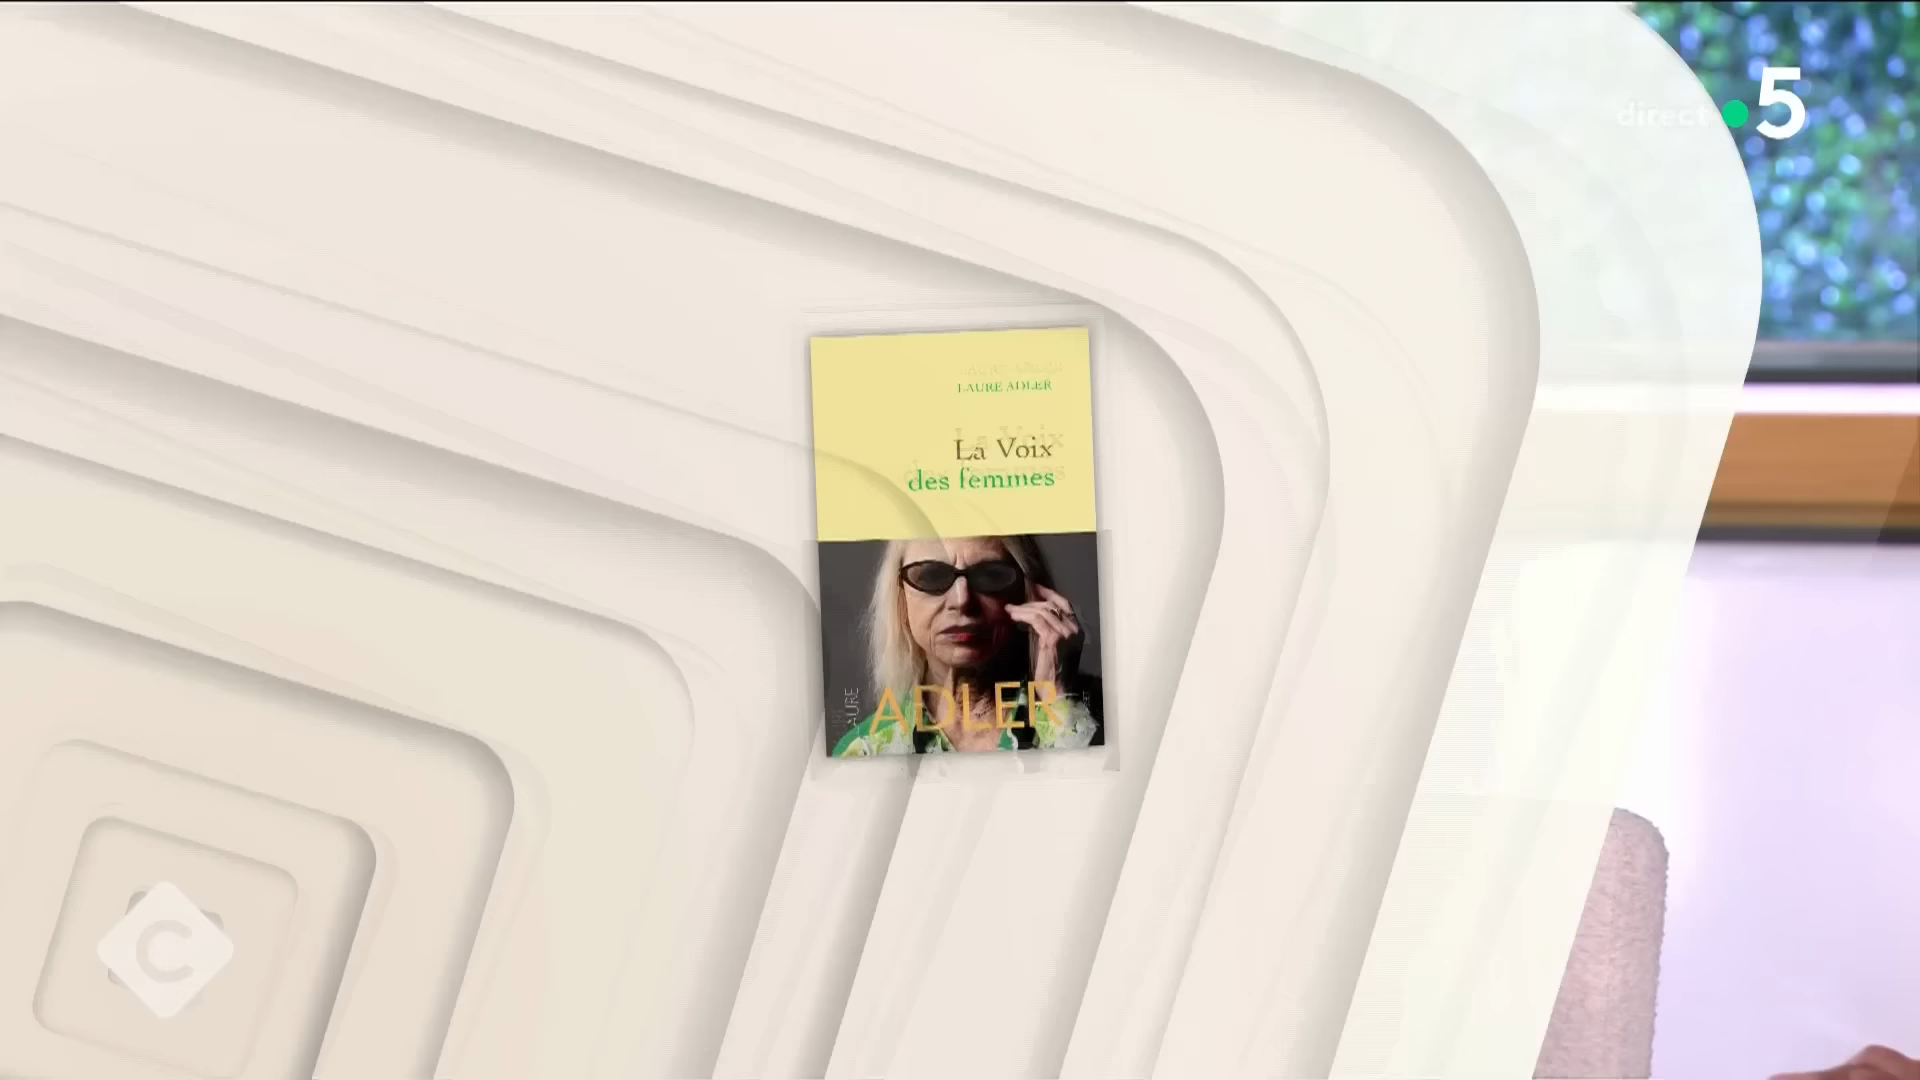 direct 5
LAURE ADLER
La Voix
des femmes
LAURE
ADLER
C